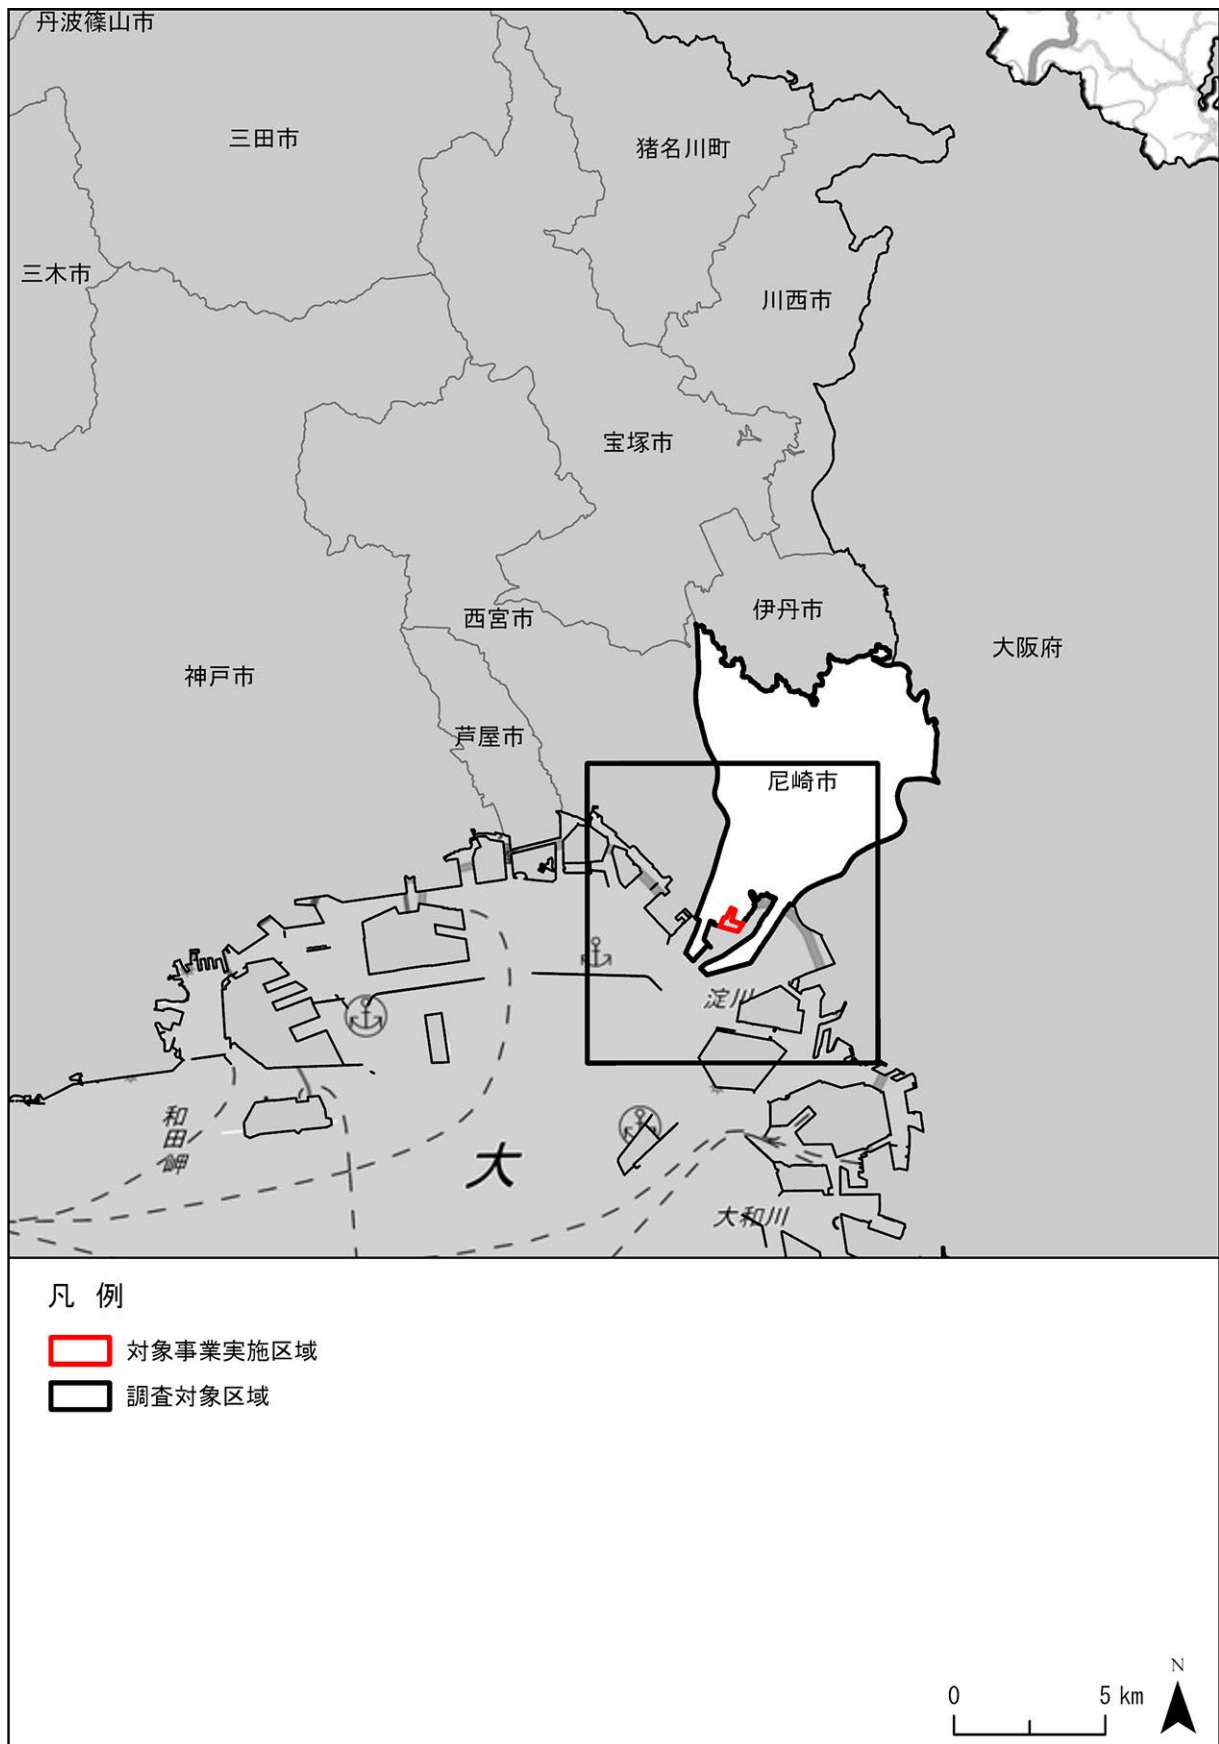 丹波篠山市
三田市
猪名川町
三木市
川西市
宝塚市
伊丹市
西宮市
大阪府
神戸市
芦屋市
尼崎市
淀川
和田岬
大
大和川
凡 例
対象事業実施区域
調査対象区域
N
0
5 km